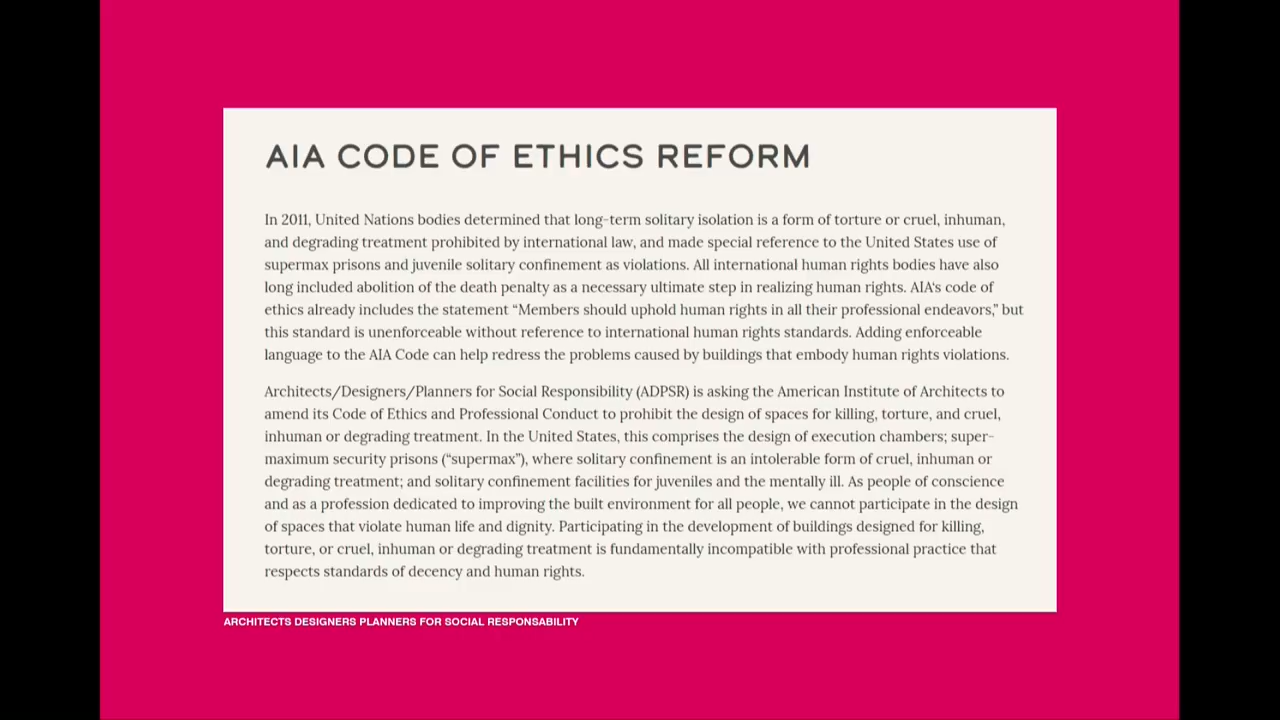 AIA CODE OF ETHICS REFORM
In 2011, United Nations bodies determined that long-term solitary isolation is a form of torture or cruel, inhuman,
and degrading treatment prohibited by international law, and made special reference to the United States use of
supermax prisons and juvenile solitary confinement as violations. All international human rights bodies have also
long included abolition of the death penalty as a necessary ultimate step in realizing human rights. AIA‘s code of
ethics already includes the statement “Members should uphold human rights in all their professional endeavors,” but
this standard is unenforceable without reference to international human rights standards. Adding enforceable
language to the AIA Code can help redress the problems caused by buildings that embody human rights violations.
Architects/Designers/Planners for Social Responsibility (ADPSR) is asking the American Institute of Architects to
amend its Code of Ethics and Professional Conduct to prohibit the design of spaces for killing, torture, and cruel,
inhuman or degrading treatment. In the United States, this comprises the design of execution chambers; super-
maximum security prisons (“supermax”), where solitary confinement is an intolerable form of cruel, inhuman or
degrading treatment; and solitary confinement facilities for juveniles and the mentally ill. As people of conscience
and as a profession dedicated to improving the built environment for all people, we cannot participate in the design
of spaces that violate human life and dignity. Participating in the development of buildings designed for killing,
torture, or cruel, inhuman or degrading treatment is fundamentally incompatible with professional practice that
respects standards of decency and human rights.
ARCHITECTS DESIGNERS PLANNERS FOR SOCIAL RESPONSABILITY